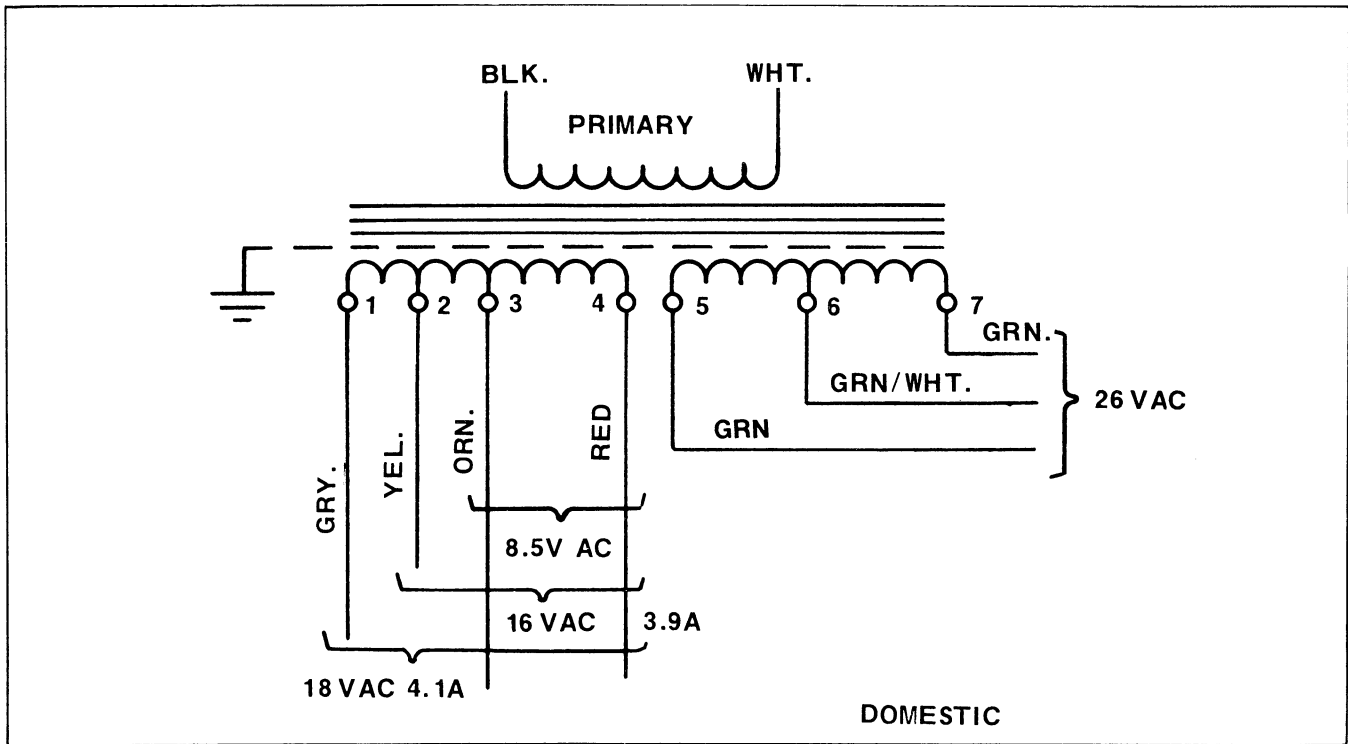 BLK. WHT.
PRIMARY
1 2 3 4 5 6 7
GRN.
GRN/WHT.
26 VAC
GRN
GRY.
YEL.
ORN.
RED
8.5V AC
16 VAC 3.9A
18 VAC 4.1A
DOMESTIC